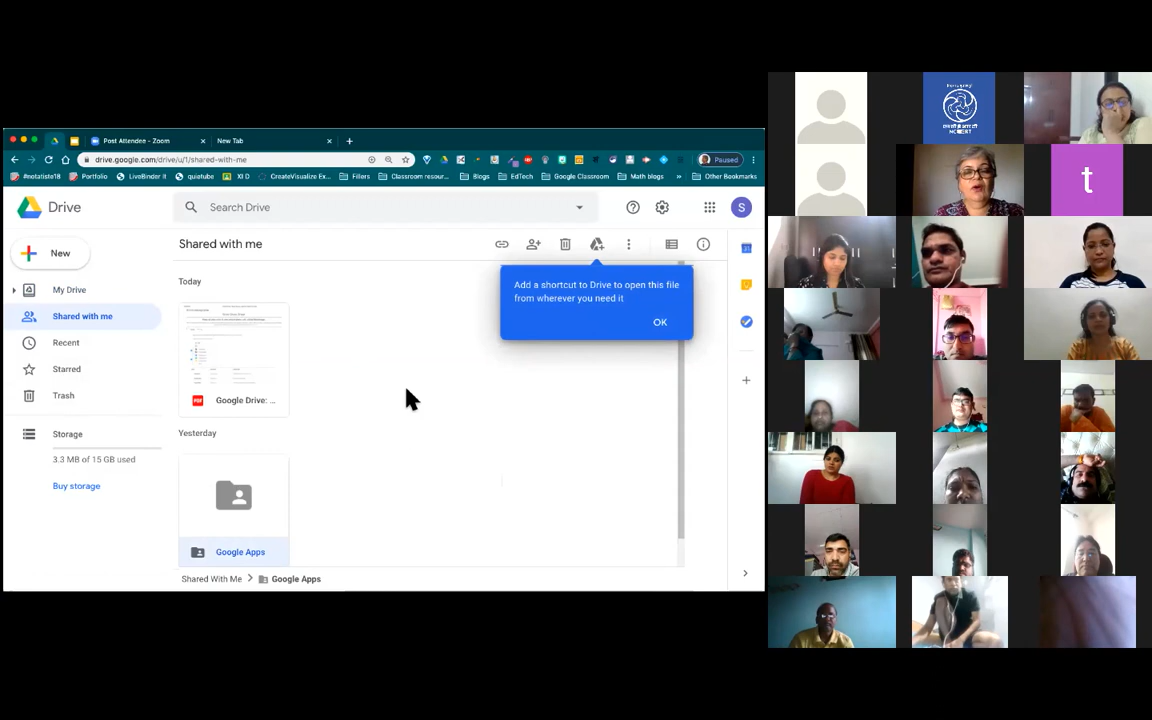 Post Attendee - Zoom
New Tab
drive.google.com/drive/u/1/shared-with-me
Paused
#notatiste18
Portfolio
LiveBinder It
quiatube
XI D
CreateVisualize Ex...
Fillers
Classroom resour...
Blogs
EdTech
Google Classroom
Math blogs
»
Other Bookmarks
Drive
Search Drive
S
New
Shared with me
My Drive
Shared with me
Recent
Starred
Trash
Storage
3.3 MB of 15 GB used
Buy storage
Today
Add a shortcut to Drive to open this file
from wherever you need it
OK
PDF
Google Drive: ...
Yesterday
Google Apps
Shared With Me
Google Apps
NCERT
t